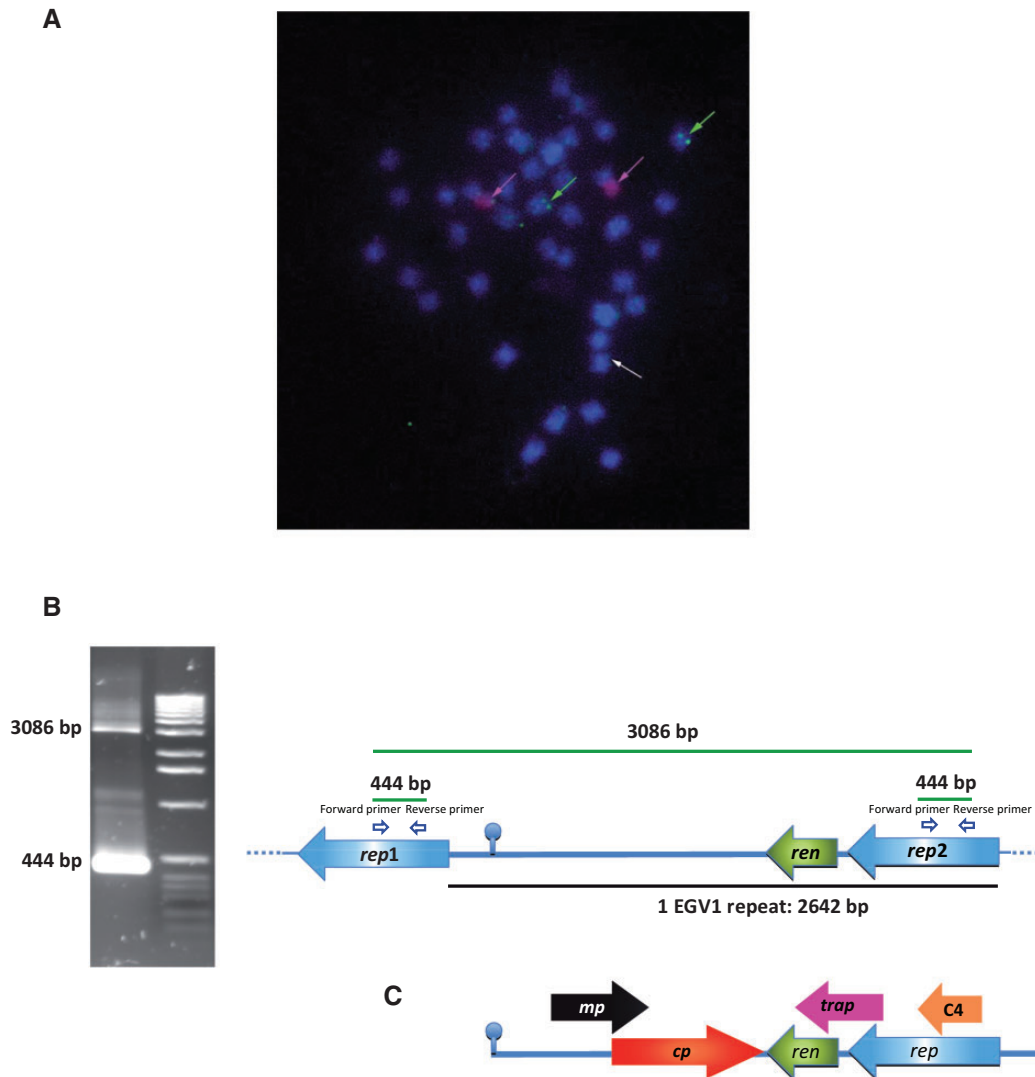 A
B
3086 bp
444 bp
3086 bp
444 bp
444 bp
Forward primer Reverse primer
Forward primer Reverse primer
rep1
ren
rep2
1 EGV1 repeat: 2642 bp
C
mp
trap
C4
cp
ren
rep